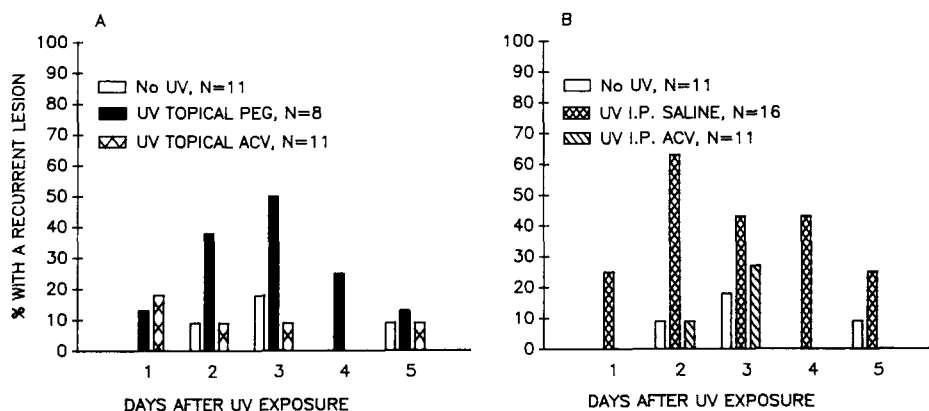 A
100
90
80
70
60
50
40
30
20
10
0
% WITH A RECURRENT LESION
No UV, N=11
UV TOPICAL PEG, N=8
UV TOPICAL ACV, N=11
1 2 3 4 5
DAYS AFTER UV EXPOSURE
B
100
90
80
70
60
50
40
30
20
10
0
No UV, N=11
UV I.P. SALINE, N=16
UV I.P. ACV, N=11
1 2 3 4 5
DAYS AFTER UV EXPOSURE